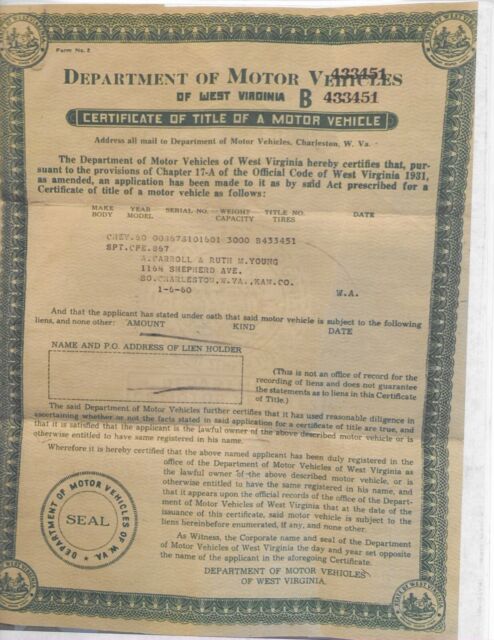 Form No. 2
DEPARTMENT OF MOTOR VEHICLES
433451
OF WEST VIRGINIA B 433451
CERTIFICATE OF TITLE OF A MOTOR VEHICLE
Address all mail to Department of Motor Vehicles, Charleston, W. Va.
The Department of Motor Vehicles of West Virginia hereby certifies that, pur-
suant to the provisions of Chapter 17-A of the Official Code of West Virginia 1931,
as amended, an application has been made to it as by said Act prescribed for a
Certificate of title of a motor vehicle as follows:
MAKE YEAR SERIAL NO. WEIGHT TITLE NO. DATE
BODY MODEL CAPACITY TIRES
CHEV.60 00867S101601 3000 B433451
SPT.CPE.867
A.CARROLL & RUTH M.YOUNG
1164 SHEPHERD AVE.
SO.CHARLESTON,W.VA.,KAN.CO.
1-6-60 W.A.
And that the applicant has stated under oath that said motor vehicle is subject to the following
liens, and none other: AMOUNT KIND DATE
NAME AND P.O. ADDRESS OF LIEN HOLDER
(This is not an office of record for the
recording of liens and does not guarantee
the statements as to liens in this Certificate
of Title.)
The said Department of Motor Vehicles further certifies that it has used reasonable diligence in
ascertaining whether or not the facts stated in said application for a certificate of title are true, and
that it is satisfied that the applicant is the lawful owner of the above described motor vehicle or is
otherwise entitled to have same registered in his name.
Wherefore it is hereby certified that the above named applicant has been duly registered in the
office of the Department of Motor Vehicles of West Virginia as
the lawful owner of the above described motor vehicle, or is
otherwise entitled to have same registered in his name, and
that it appears upon the official records of the office of the Depart-
ment of Motor Vehicles of West Virginia that at the date of the
issuance of this certificate, said motor vehicle is subject to the
liens hereinbefore enumerated, if any, and none other.
As Witness, the Corporate name and seal of the Department
of Motor Vehicles of West Virginia the day and year set opposite
the name of the applicant in the aforegoing Certificate.
DEPARTMENT OF MOTOR VEHICLES
OF WEST VIRGINIA.
DEPARTMENT OF MOTOR VEHICLES OF W. VA.
SEAL